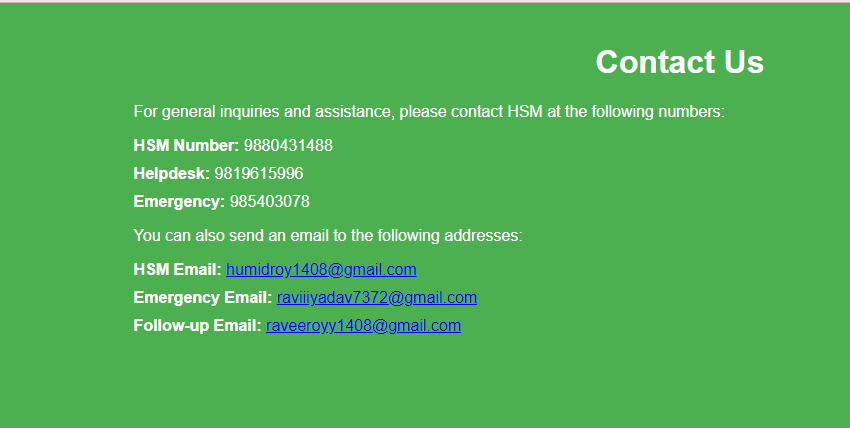 Contact Us
For general inquiries and assistance, please contact HSM at the following numbers:
HSM Number: 9880431488
Helpdesk: 9819615996
Emergency: 985403078
You can also send an email to the following addresses:
HSM Email: humidroy1408@gmail.com
Emergency Email: raviiiyadav7372@gmail.com
Follow-up Email: raveeroyy1408@gmail.com